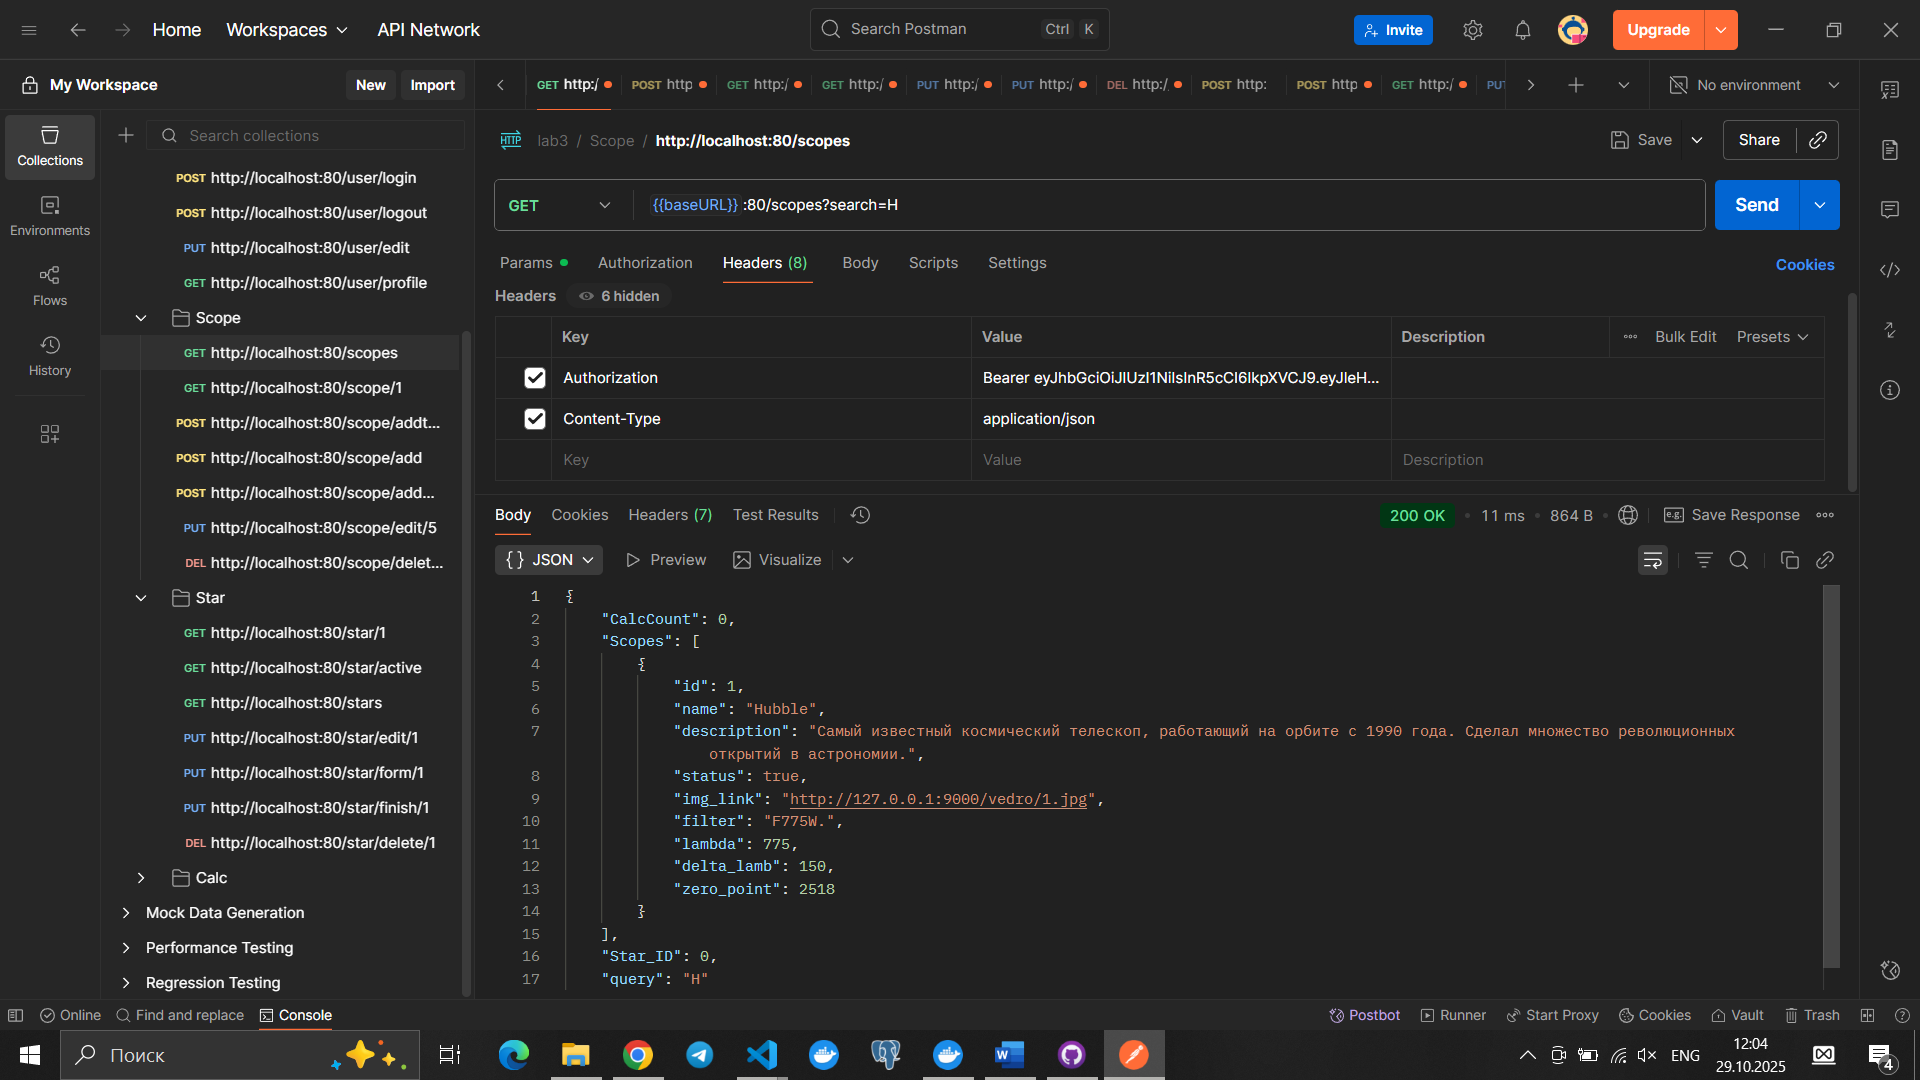 Home Workspaces API Network Search Postman Ctrl K Invite Upgrade
My Workspace New Import GET http:/ POST http GET http:/ GET http:/ PUT http:/ PUT http:/ DEL http:/ POST http: POST http GET http:/ PU No environment
Collections
Environments
Flows
History
Search collections
POST http://localhost:80/user/login
POST http://localhost:80/user/logout
PUT http://localhost:80/user/edit
GET http://localhost:80/user/profile
Scope
GET http://localhost:80/scopes
GET http://localhost:80/scope/1
POST http://localhost:80/scope/addt...
POST http://localhost:80/scope/add
POST http://localhost:80/scope/add...
PUT http://localhost:80/scope/edit/5
DEL http://localhost:80/scope/delet...
Star
GET http://localhost:80/star/1
GET http://localhost:80/star/active
GET http://localhost:80/stars
PUT http://localhost:80/star/edit/1
PUT http://localhost:80/star/form/1
PUT http://localhost:80/star/finish/1
DEL http://localhost:80/star/delete/1
Calc
Mock Data Generation
Performance Testing
Regression Testing
HTTP lab3 / Scope / http://localhost:80/scopes Save Share
GET {{baseURL}} :80/scopes?search=H Send
Params Authorization Headers (8) Body Scripts Settings Cookies
Headers 6 hidden
Key Value Description Bulk Edit Presets
Authorization Bearer eyJhbGciOiJIUzI1NiIsInR5cCI6IkpXVCJ9.eyJleH...
Content-Type application/json
Key Value Description
Body Cookies Headers (7) Test Results 200 OK • 11 ms • 864 B • e.g. Save Response
{} JSON Preview Visualize
1 {
2 "CalcCount": 0,
3 "Scopes": [
4 {
5 "id": 1,
6 "name": "Hubble",
7 "description": "Самый известный космический телескоп, работающий на орбите с 1990 года. Сделал множество революционных
открытий в астрономии.",
8 "status": true,
9 "img_link": "http://127.0.0.1:9000/vedro/1.jpg",
10 "filter": "F775W.",
11 "lambda": 775,
12 "delta_lamb": 150,
13 "zero_point": 2518
14 }
15 ],
16 "Star_ID": 0,
17 "query": "H"
Online Find and replace Console Postbot Runner Start Proxy Cookies Vault Trash
Поиск ENG 12:04
29.10.2025
4